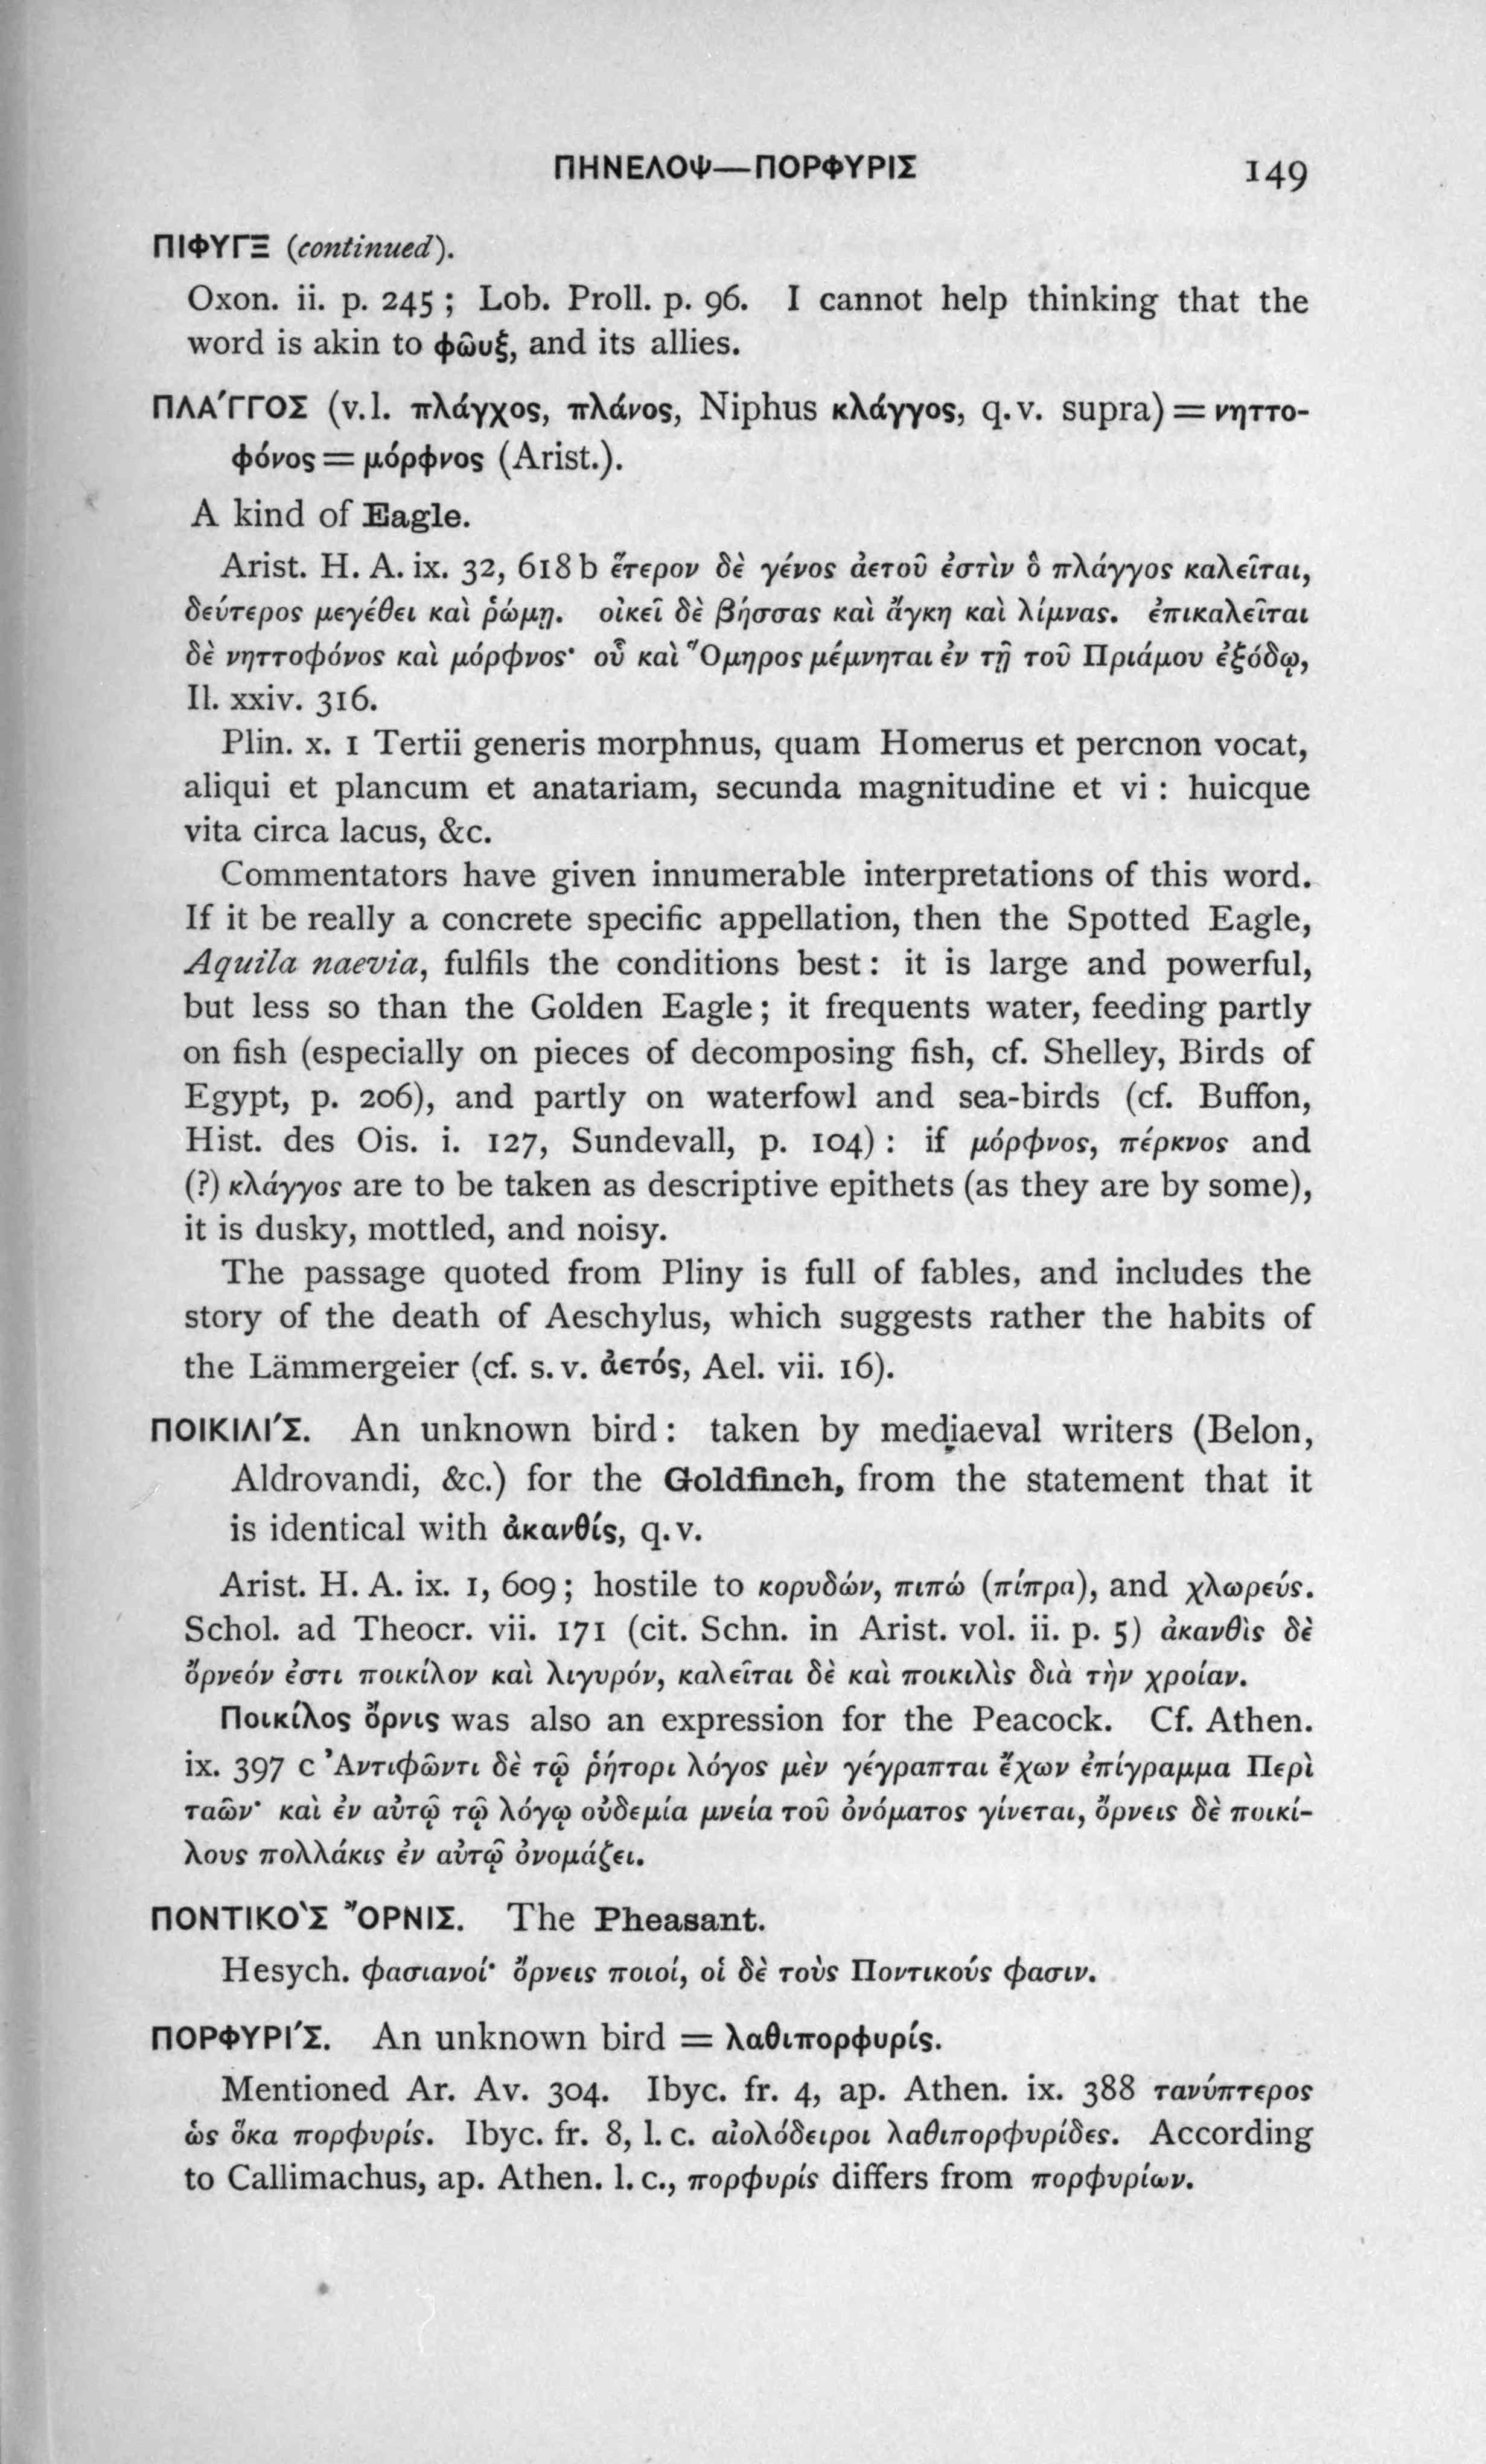 ΠΗΝΕΛΟΨ—ΠΟΡΦΥΡΙΣ 149
ΠΙΦΥΓΞ (continued).
Oxon. ii. p. 245 ; Lob. Proll. p. 96. I cannot help thinking that the
word is akin to φῶυξ, and its allies.
ΠΛΑ'ΓΓΟΣ (v.l. πλάγχος, πλάνος, Niphus κλάγγος, q.v. supra) = νηττο-
φόνος = μόρφνος (Arist.).
A kind of Eagle.
Arist. H. A. ix. 32, 618 b ἕτερον δὲ γένος ἀετοῦ ἐστὶν ὃ πλάγγος καλεῖται,
δεύτερος μεγέθει καὶ ῥώμῃ. οἰκεῖ δὲ βήσσας καὶ ἄγκη καὶ λίμνας. ἐπικαλεῖται
δὲ νηττοφόνος καὶ μόρφνος· οὗ καὶ Ὅμηρος μέμνηται ἐν τῇ τοῦ Πριάμου ἐξόδῳ,
Il. xxiv. 316.
Plin. x. 1 Tertii generis morphnus, quam Homerus et percnon vocat,
aliqui et plancum et anatariam, secunda magnitudine et vi : huicque
vita circa lacus, &c.
Commentators have given innumerable interpretations of this word.
If it be really a concrete specific appellation, then the Spotted Eagle,
Aquila naevia, fulfils the conditions best : it is large and powerful,
but less so than the Golden Eagle ; it frequents water, feeding partly
on fish (especially on pieces of decomposing fish, cf. Shelley, Birds of
Egypt, p. 206), and partly on waterfowl and sea-birds (cf. Buffon,
Hist. des Ois. i. 127, Sundevall, p. 104) : if μόρφνος, πέρκνος and
(?) κλάγγος are to be taken as descriptive epithets (as they are by some),
it is dusky, mottled, and noisy.
The passage quoted from Pliny is full of fables, and includes the
story of the death of Aeschylus, which suggests rather the habits of
the Lämmergeier (cf. s. v. ἀετός, Ael. vii. 16).
ΠΟΙΚΙΛΙ'Σ. An unknown bird : taken by mediaeval writers (Belon,
Aldrovandi, &c.) for the Goldfinch, from the statement that it
is identical with ἀκανθίς, q.v.
Arist. H. A. ix. 1, 609 ; hostile to κορυδών, πιπώ (πίπρα), and χλωρεύς.
Schol. ad Theocr. vii. 171 (cit. Schn. in Arist. vol. ii. p. 5) ἀκανθὶς δὲ
ὄρνεόν ἐστι ποικίλον καὶ λιγυρόν, καλεῖται δὲ καὶ ποικιλὶς διὰ τὴν χροίαν.
Ποικίλος ὄρνις was also an expression for the Peacock. Cf. Athen.
ix. 397 c Ἀντιφῶντι δὲ τῷ ῥήτορι λόγος μὲν γέγραπται ἔχων ἐπίγραμμα Περὶ
ταῶν· καὶ ἐν αὐτῷ τῷ λόγῳ οὐδεμία μνεία τοῦ ὀνόματος γίνεται, ὄρνεις δὲ ποικί-
λους πολλάκις ἐν αὐτῷ ὀνομάζει.
ΠΟΝΤΙΚΟ`Σ ὌΡΝΙΣ. The Pheasant.
Hesych. φασιανοί· ὄρνεις ποιοί, οἱ δὲ τοὺς Ποντικούς φασιν.
ΠΟΡΦΥΡΙ'Σ. An unknown bird = λαθιπορφυρίς.
Mentioned Ar. Av. 304. Ibyc. fr. 4, ap. Athen. ix. 388 τανύπτερος
ὡς ὅκα πορφυρίς. Ibyc. fr. 8, l. c. αἰολόδειροι λαθιπορφυρίδες. According
to Callimachus, ap. Athen. l. c., πορφυρίς differs from πορφυρίων.